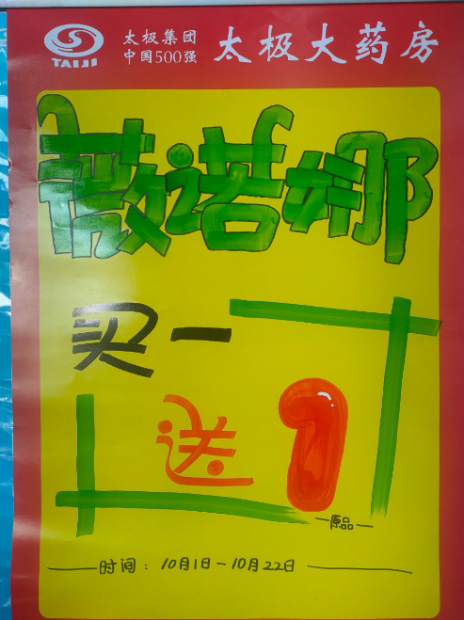 TAIJI
太极集团
中国500强
太极大药房
薇诺娜
买一
送1
—原品—
时间：10月1日-10月22日